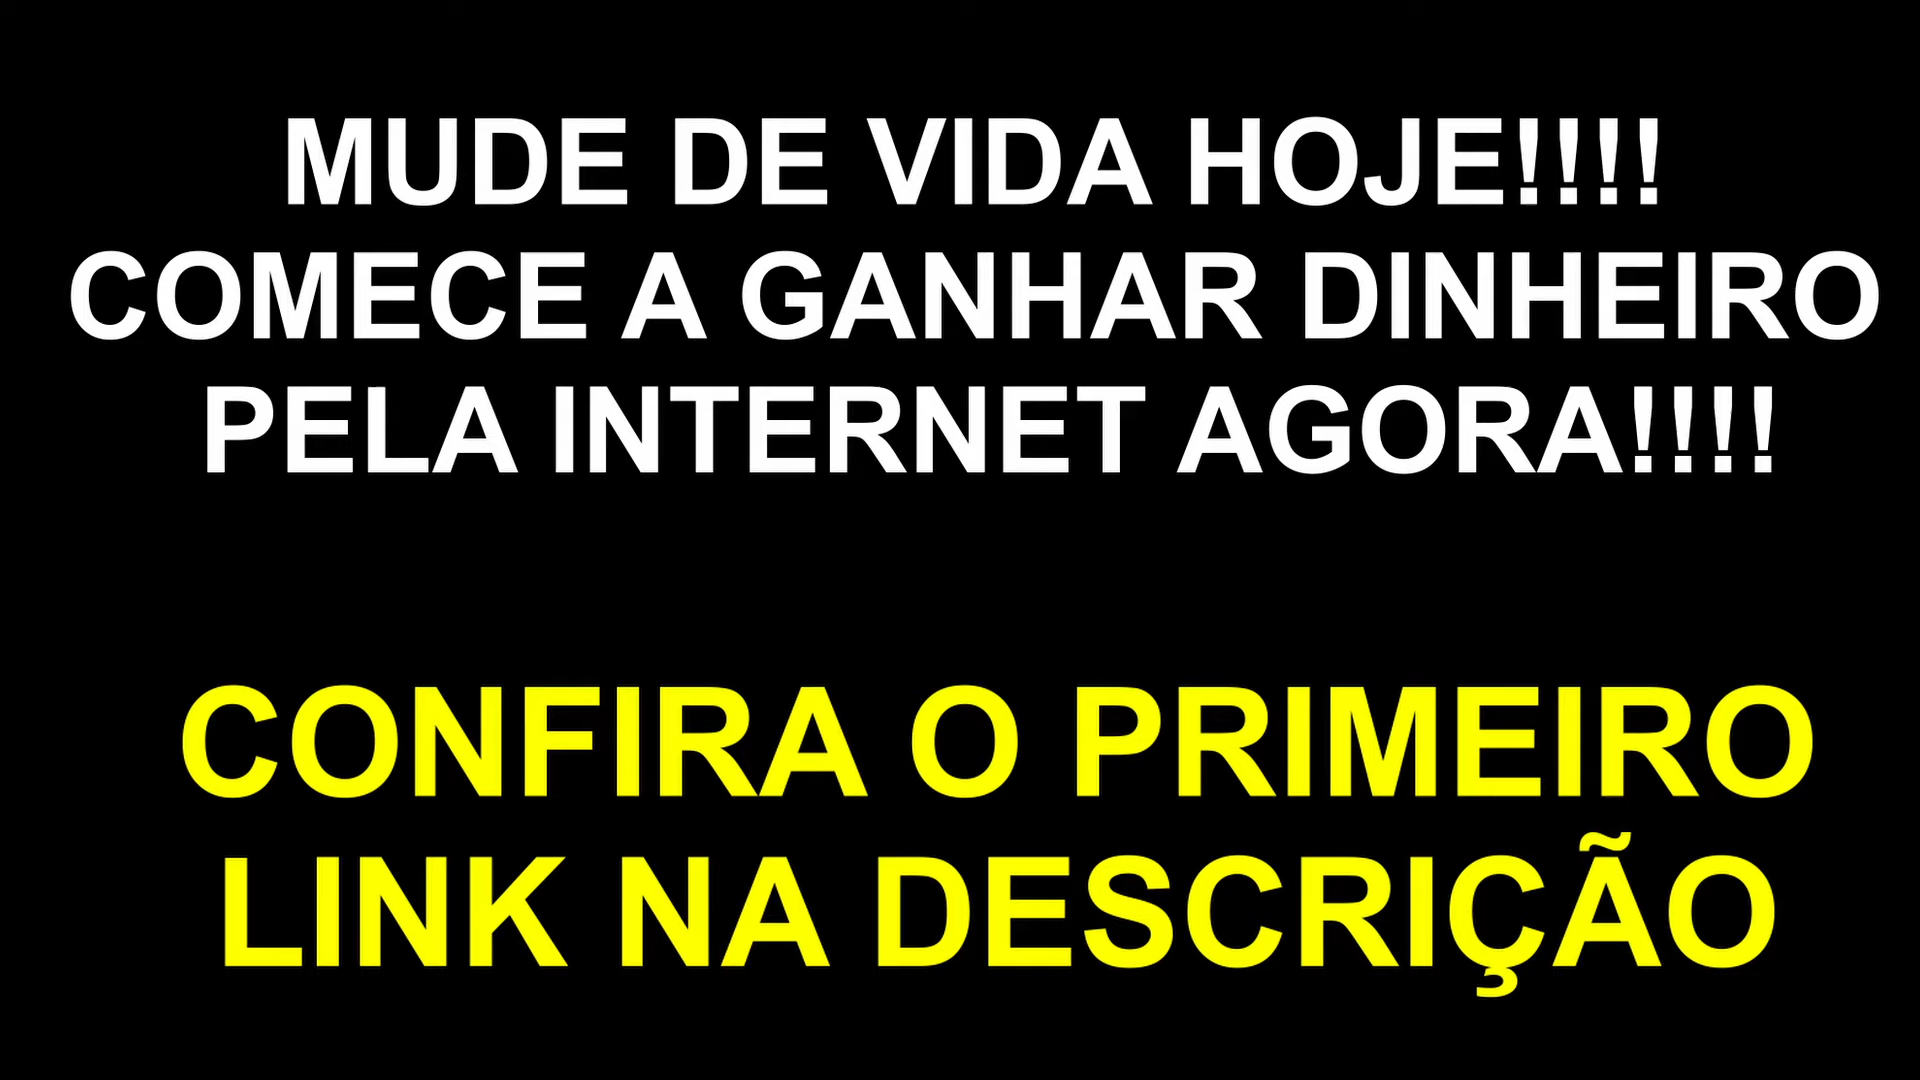 MUDE DE VIDA HOJE!!!!
COMECE A GANHAR DINHEIRO
PELA INTERNET AGORA!!!!
CONFIRA O PRIMEIRO
LINK NA DESCRIÇÃO